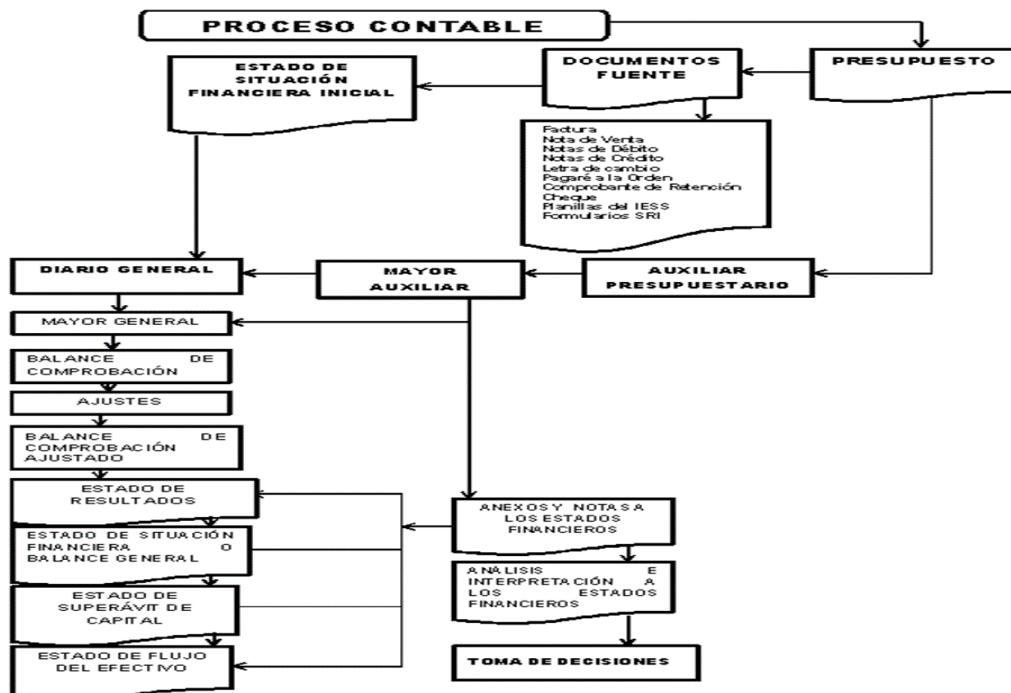 PROCESO CONTABLE
ESTADO DE
SITUACIÓN
FINANCIERA INICIAL
DOCUMENTOS
FUENTE
PRESUPUESTO
Factura
Nota de Venta
Notas de Débito
Notas de Crédito
Letra de cambio
Pagaré a la Orden
Comprobante de Retención
Cheque
Planillas del IESS
Formularios SRI
DIARIO GENERAL
MAYOR
AUXILIAR
AUXILIAR
PRESUPUESTARIO
MAYOR GENERAL
BALANCE DE
COMPROBACIÓN
AJUSTES
BALANCE DE
COMPROBACIÓN
AJUSTADO
ESTADO DE
RESULTADOS
ESTADO DE SITUACIÓN
FINANCIERA O
BALANCE GENERAL
ESTADO DE
SUPERÁVIT DE
CAPITAL
ESTADO DE FLUJO
DEL EFECTIVO
ANEXOS Y NOTAS A
LOS ESTADOS
FINANCIEROS
ANÁLISIS E
INTERPRETACIÓN A
LOS ESTADOS
FINANCIEROS
TOMA DE DECISIONES